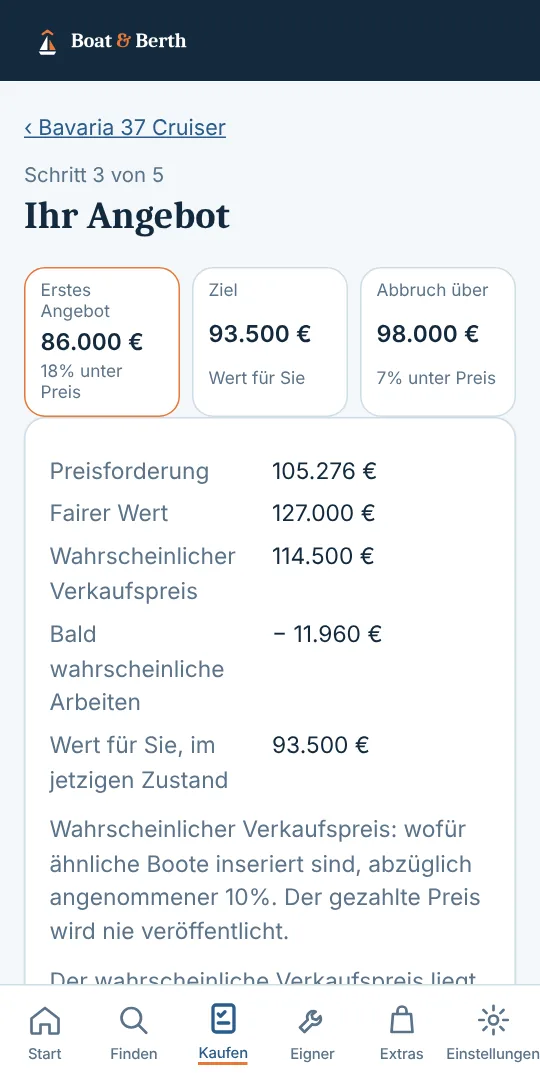 Boat & Berth
‹ Bavaria 37 Cruiser
Schritt 3 von 5
Ihr Angebot
Erstes
Angebot
86.000 €
18% unter
Preis
Ziel
93.500 €
Wert für Sie
Abbruch über
98.000 €
7% unter Preis
Preisforderung 105.276 €
Fairer Wert 127.000 €
Wahrscheinlicher 114.500 €
Verkaufspreis
Bald − 11.960 €
wahrscheinliche
Arbeiten
Wert für Sie, im 93.500 €
jetzigen Zustand
Wahrscheinlicher Verkaufspreis: wofür
ähnliche Boote inseriert sind, abzüglich
angenommener 10%. Der gezahlte Preis
wird nie veröffentlicht.
Der wahrscheinliche Verkaufspreis liegt
Start Finden Kaufen Eigner Extras Einstellungen